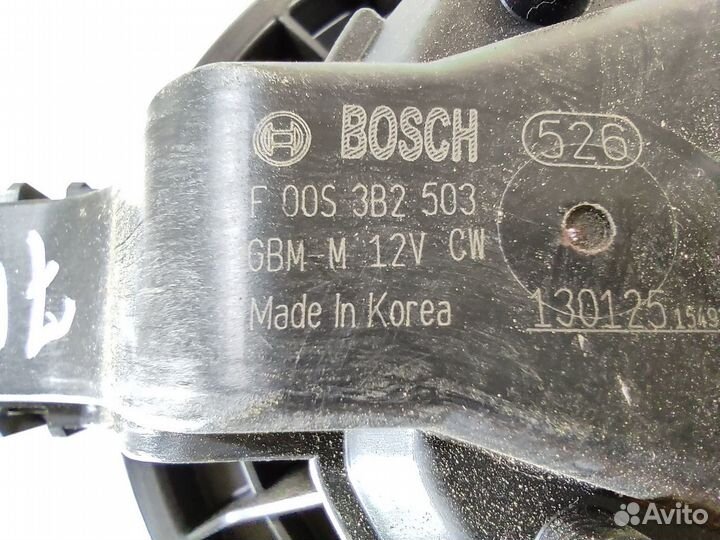 BOSCH 526
F 00S 3B2 503
GBM-M 12V CW
Made In Korea 130125
Avito